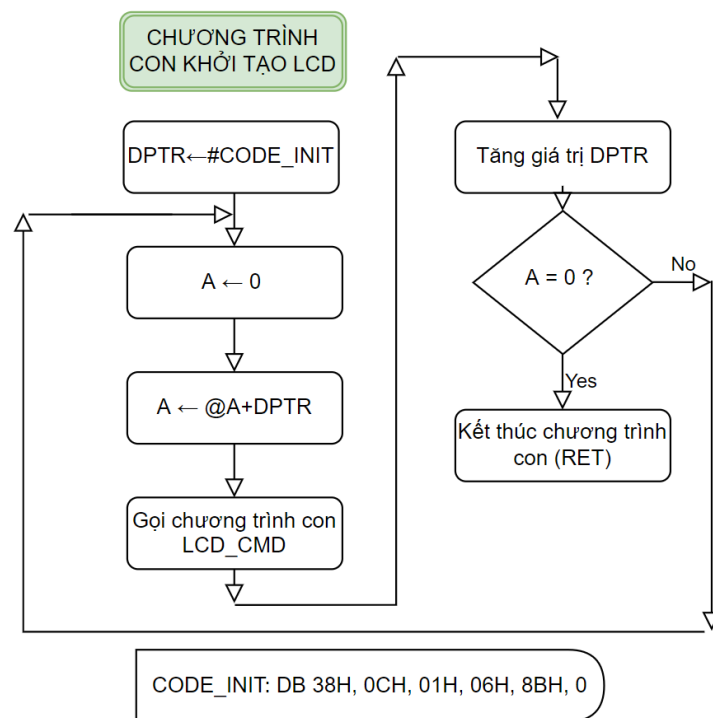 CHƯƠNG TRÌNH
CON KHỞI TẠO LCD
DPTR←#CODE_INIT
A ← 0
A ← @A+DPTR
Gọi chương trình con
LCD_CMD
Tăng giá trị DPTR
A = 0 ?
No
Yes
Kết thúc chương trình
con (RET)
CODE_INIT: DB 38H, 0CH, 01H, 06H, 8BH, 0